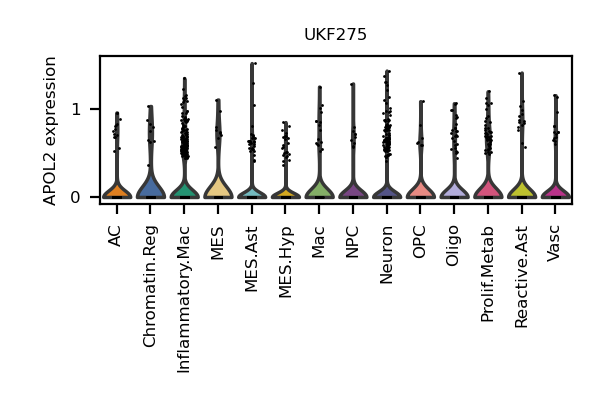 UKF275
APOL2 expression
1
0
AC
Chromatin.Reg
Inflammatory.Mac
MES
MES.Ast
MES.Hyp
Mac
NPC
Neuron
OPC
Oligo
Prolif.Metab
Reactive.Ast
Vasc